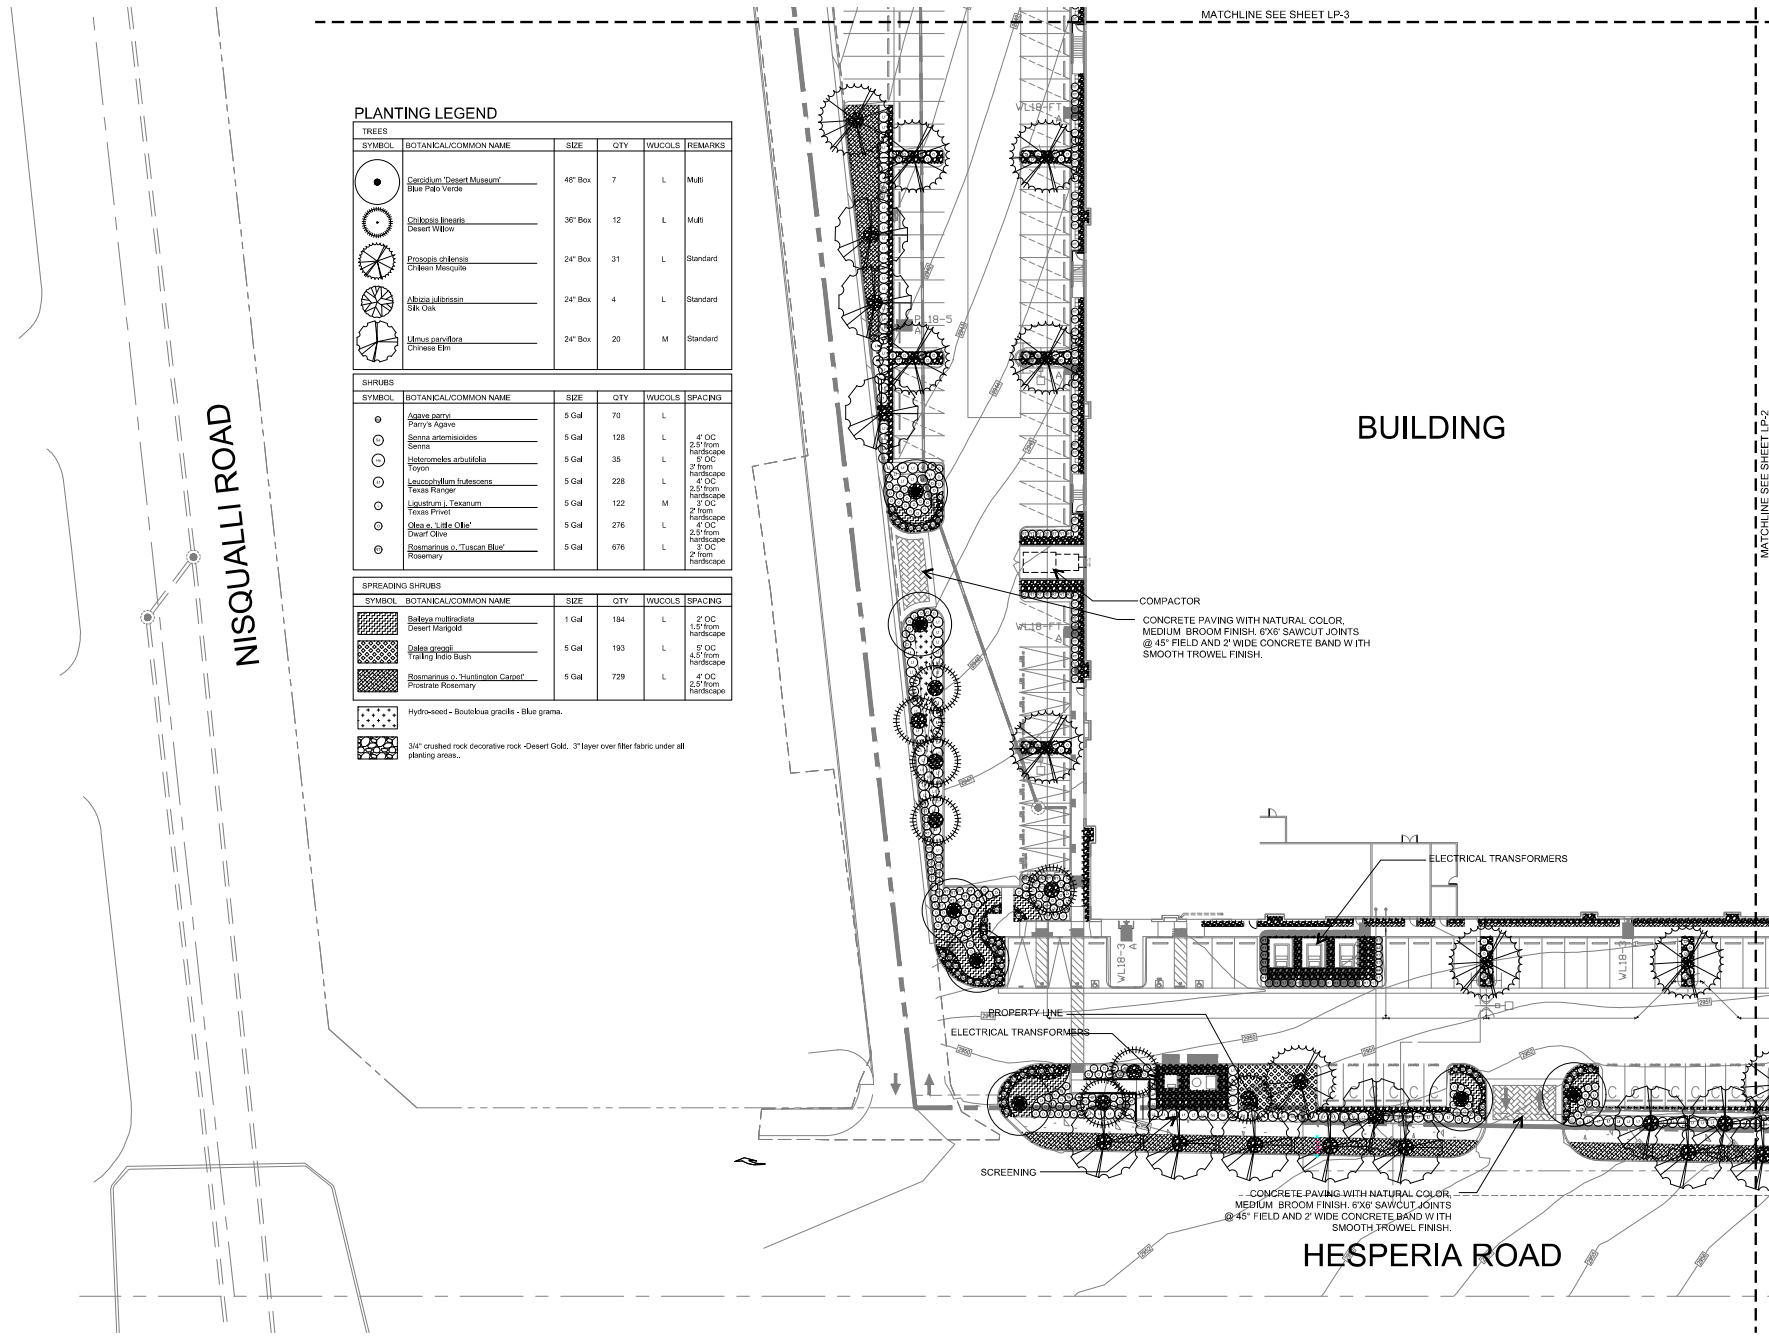 MATCHLINE SEE SHEET LP-3
PLANTING LEGEND
TREES
SYMBOL BOTANICAL/COMMON NAME SIZE QTY WUCOLS REMARKS
Cercidium 'Desert Museum' 48" Box 7 L Multi
Blue Palo Verde
Chilopsis linearis 36" Box 12 L Multi
Desert Willow
Prosopis chilensis 24" Box 31 L Standard
Chilean Mesquite
Albizia julibrissin 24" Box 4 L Standard
Silk Oak
Ulmus parviflora 24" Box 20 M Standard
Chinese Elm
SHRUBS
SYMBOL BOTANICAL/COMMON NAME SIZE QTY WUCOLS SPACING
Agave parryi 5 Gal 70 L
Parry's Agave
Senna artemisioides 5 Gal 128 L 4' OC
Senna 2.5' from
hardscape
Heteromeles arbutifolia 5 Gal 35 L 5' OC
Toyon 3' from
hardscape
Leucophyllum frutescens 5 Gal 228 L 4' OC
Texas Ranger 2.5' from
hardscape
Ligustrum j. Texanum 5 Gal 122 M 3' OC
Texas Privet 2' from
hardscape
Olea e. 'Little Ollie' 5 Gal 276 L 4' OC
Dwarf Olive 2.5' from
hardscape
Rosmarinus o. 'Tuscan Blue' 5 Gal 676 L 3' OC
Rosemary 2' from
hardscape
SPREADING SHRUBS
SYMBOL BOTANICAL/COMMON NAME SIZE QTY WUCOLS SPACING
Baileya multiradiata 1 Gal 184 L 2' OC
Desert Marigold 1.5' from
hardscape
Dalea greggii 5 Gal 193 L 5' OC
Trailing Indio Bush 4.5' from
hardscape
Rosmarinus o. 'Huntington Carpet' 5 Gal 729 L 4' OC
Prostrate Rosemary 2.5' from
hardscape
Hydro-seed - Bouteloua gracilis - Blue grama.
3/4" crushed rock decorative rock -Desert Gold. 3" layer over filter fabric under all
planting areas..
NISQUALLI ROAD
WL18-FT
A
PL18-5
A
BUILDING
MATCHLINE SEE SHEET LP-2
COMPACTOR
CONCRETE PAVING WITH NATURAL COLOR,
MEDIUM BROOM FINISH. 6'X6' SAWCUT JOINTS
@ 45° FIELD AND 2' WIDE CONCRETE BAND W ITH
SMOOTH TROWEL FINISH.
WL18-FT
A
ELECTRICAL TRANSFORMERS
WL18-3
A
WL18-3
PROPERTY LINE
ELECTRICAL TRANSFORMERS
SCREENING
CONCRETE PAVING WITH NATURAL COLOR,
MEDIUM BROOM FINISH. 6'X6' SAWCUT JOINTS
@ 45° FIELD AND 2' WIDE CONCRETE BAND W ITH
SMOOTH TROWEL FINISH.
HESPERIA ROAD